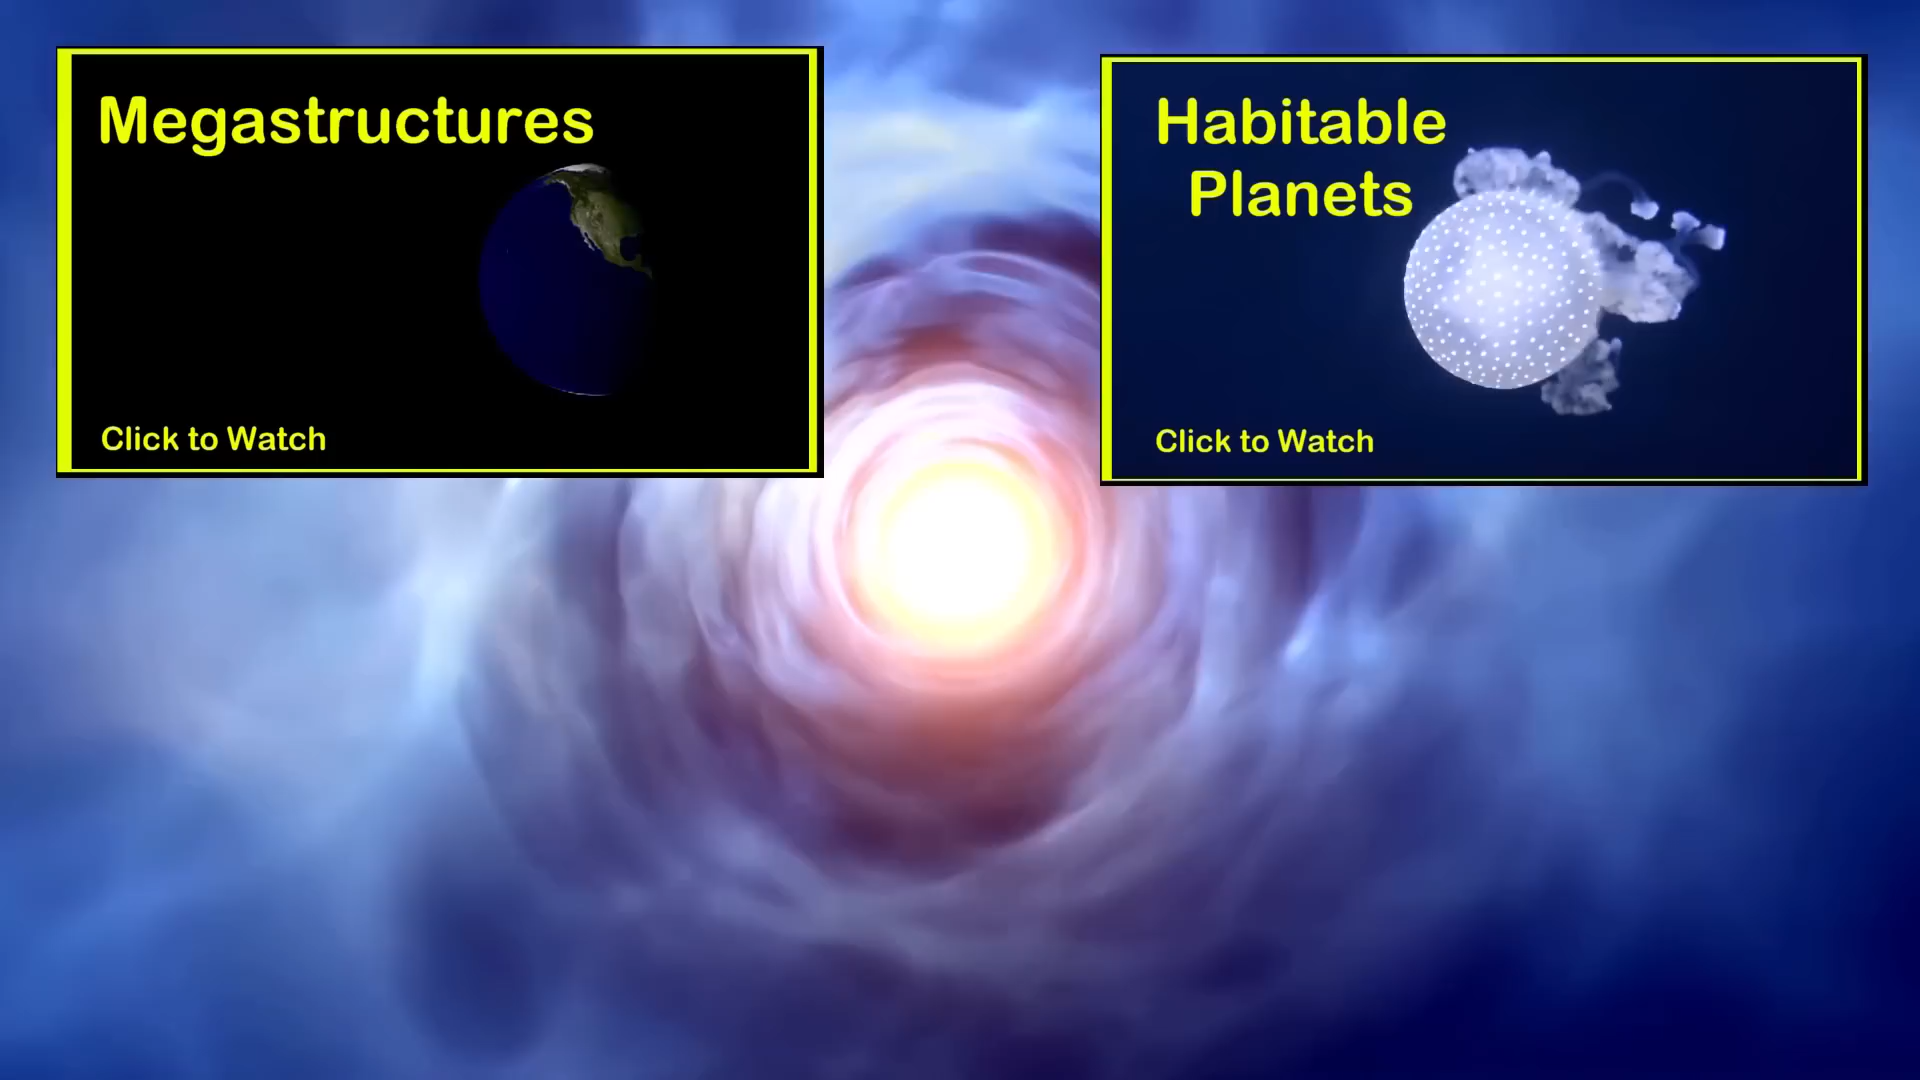 Megastructures
Click to Watch
Habitable
Planets
Click to Watch